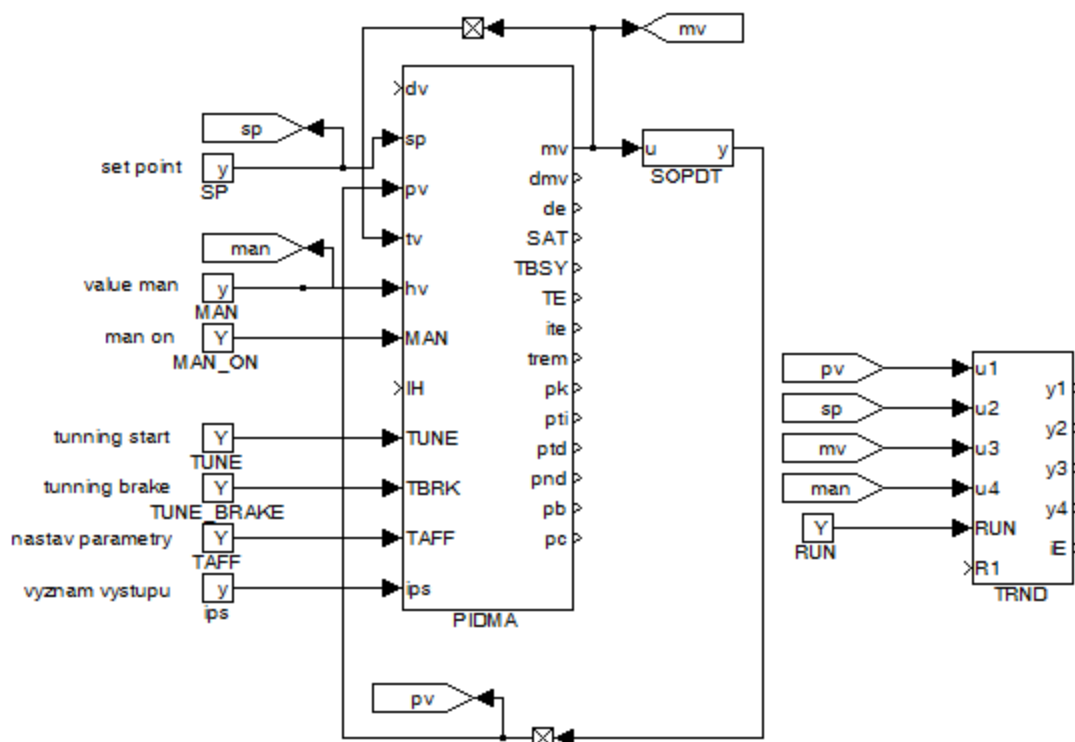 mv
dv
sp
sp
set point
y
SP
pv
tv
man
value man
y
MAN
hv
man on
Y
MAN_ON
MAN
IH
tunning start
Y
TUNE
TUNE
tunning brake
Y
TUNE_BRAKE
TBRK
nastav parametry
Y
TAFF
TAFF
vyznam vystupu
y
ips
ips
mv
dmv
de
SAT
TBSY
TE
ite
trem
pk
pti
ptd
pnd
pb
pc
PIDMA
u
y
SOPDT
pv
pv
u1
y1
sp
u2
y2
mv
u3
y3
man
u4
y4
Y
RUN
RUN
iE
R1
TRND